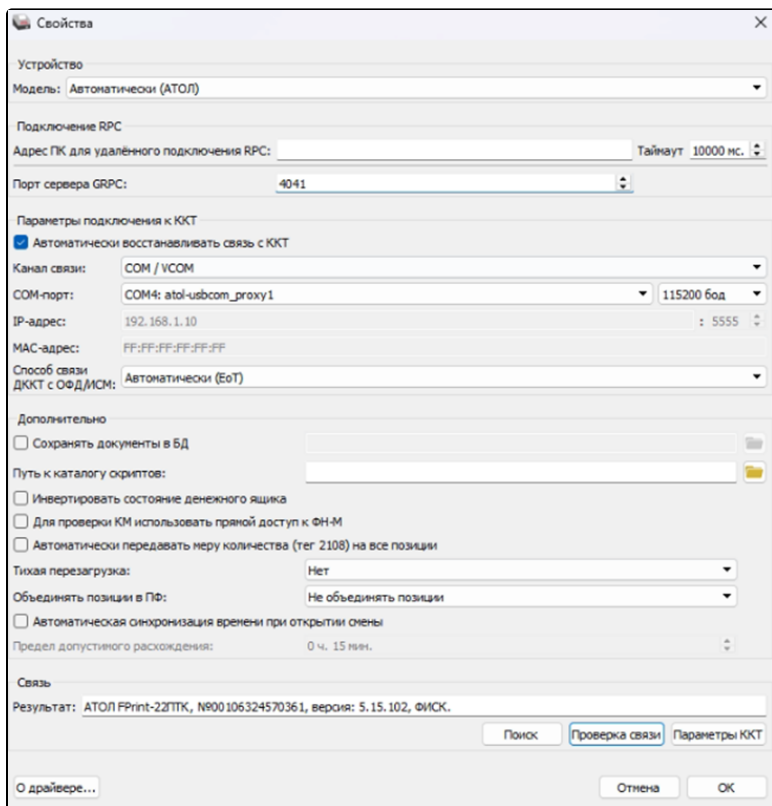 Свойства
Устройство
Модель: Автоматически (АТОЛ)
Подключение RPC
Адрес ПК для удалённого подключения RPC: Таймаут 10000 мс.
Порт сервера GRPC: 4041
Параметры подключения к ККТ
Автоматически восстанавливать связь с ККТ
Канал связи: COM / VCOM
COM-порт: COM4: atol-usbcom_proxy1 115200 бод
IP-адрес: 192.168.1.10 : 5555
MAC-адрес: FF:FF:FF:FF:FF:FF
Способ связи
ДККТ с ОФД/ИСМ: Автоматически (EoT)
Дополнительно
Сохранять документы в БД
Путь к каталогу скриптов:
Инвертировать состояние денежного ящика
Для проверки КМ использовать прямой доступ к ФН-М
Автоматически передавать меру количества (тег 2108) на все позиции
Тихая перезагрузка: Нет
Объединять позиции в ПФ: Не объединять позиции
Автоматическая синхронизация времени при открытии смены
Предел допустимого расхождения: 0 ч. 15 мин.
Связь
Результат: АТОЛ FPrint-22ПТК, №00106324570361, версия: 5.15.102, ФИСК.
Поиск Проверка связи Параметры ККТ
О драйвере... Отмена ОК